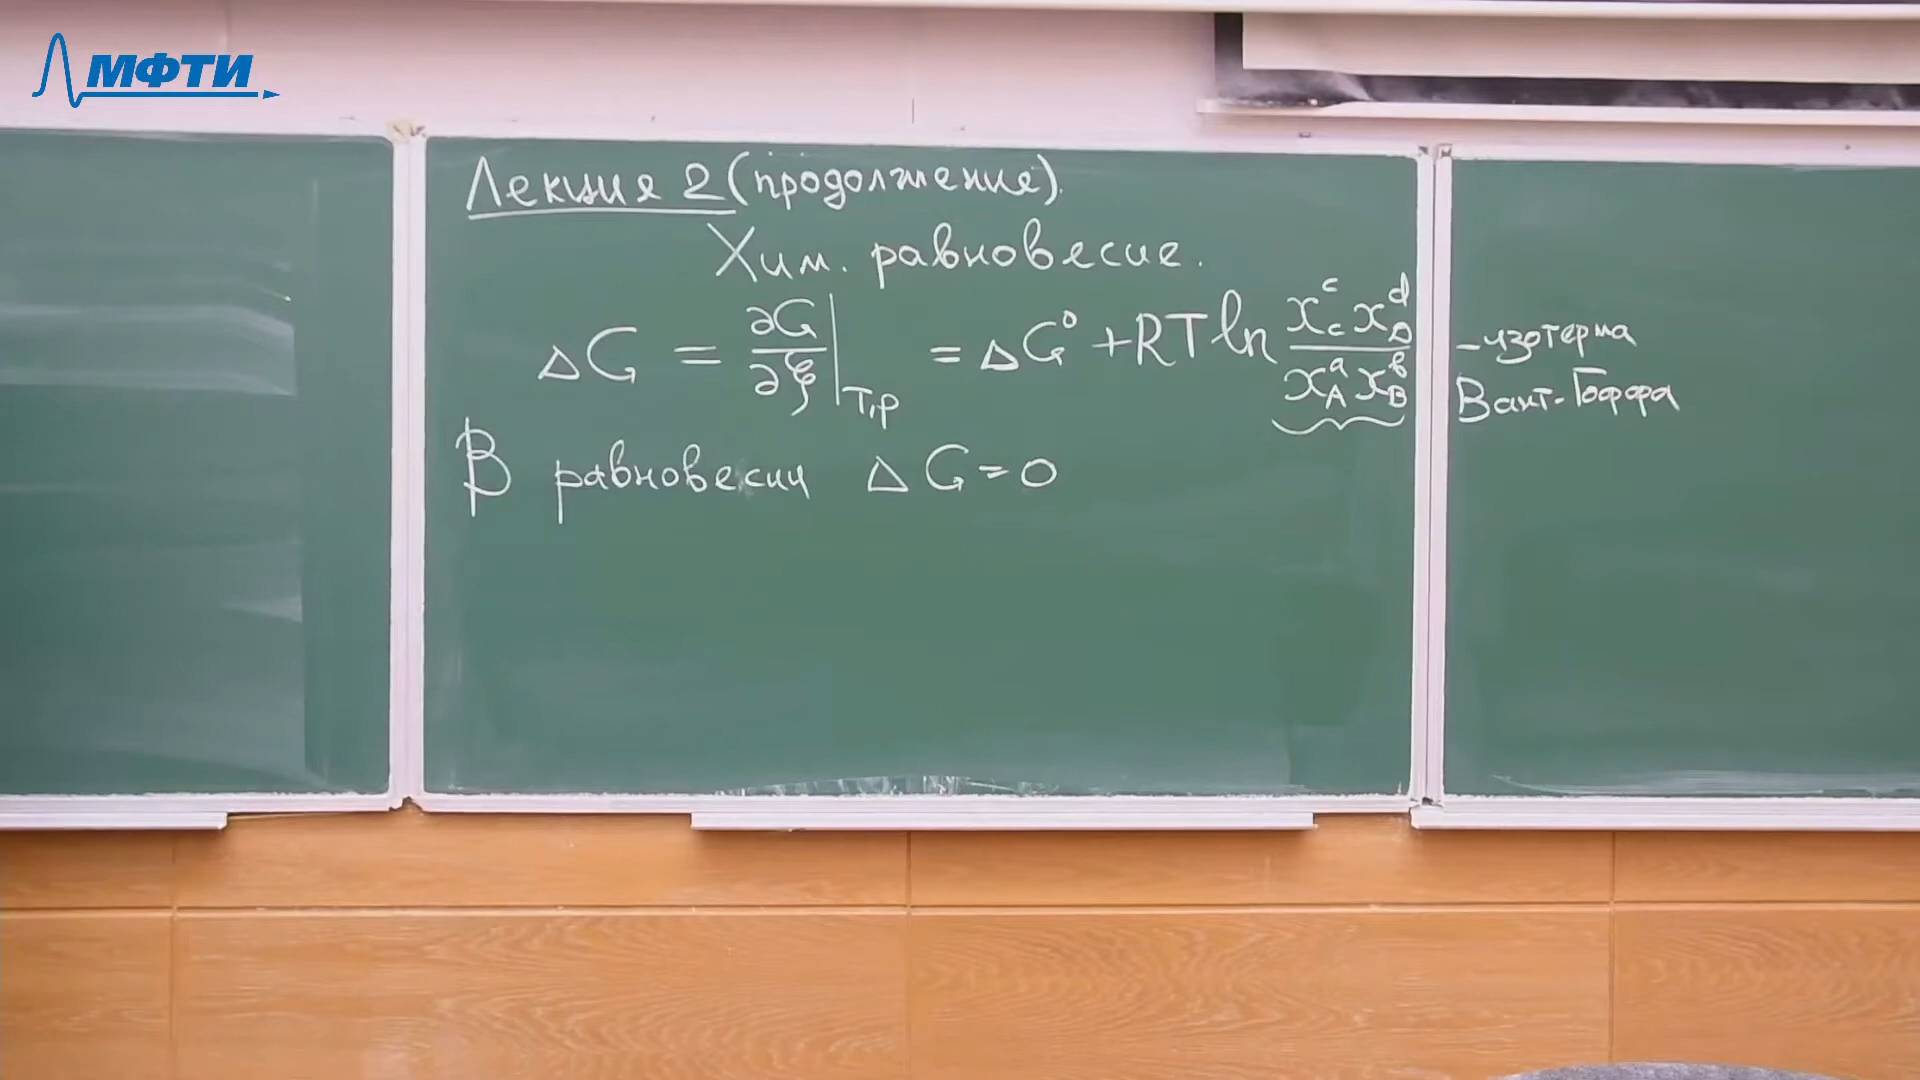 МФТИ
Лекция 2 (продолжение).
Хим. равновесие.
ΔG = ∂G/∂ξ |T,p = ΔG⁰ + RT ln (x_C^c x_D^d)/(x_A^a x_B^b) - изотерма
Вант-Гоффа
В равновесии ΔG=0